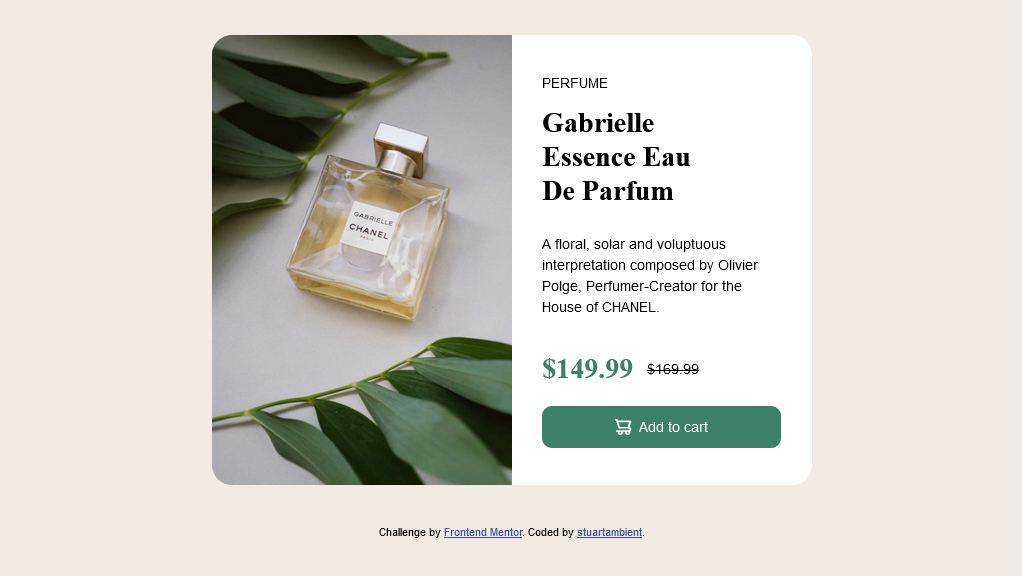 GABRIELLE
CHANEL
PARIS
PERFUME
Gabrielle
Essence Eau
De Parfum
A floral, solar and voluptuous
interpretation composed by Olivier
Polge, Perfumer-Creator for the
House of CHANEL.
$149.99 $169.99
Add to cart
Challenge by Frontend Mentor. Coded by stuartambient.